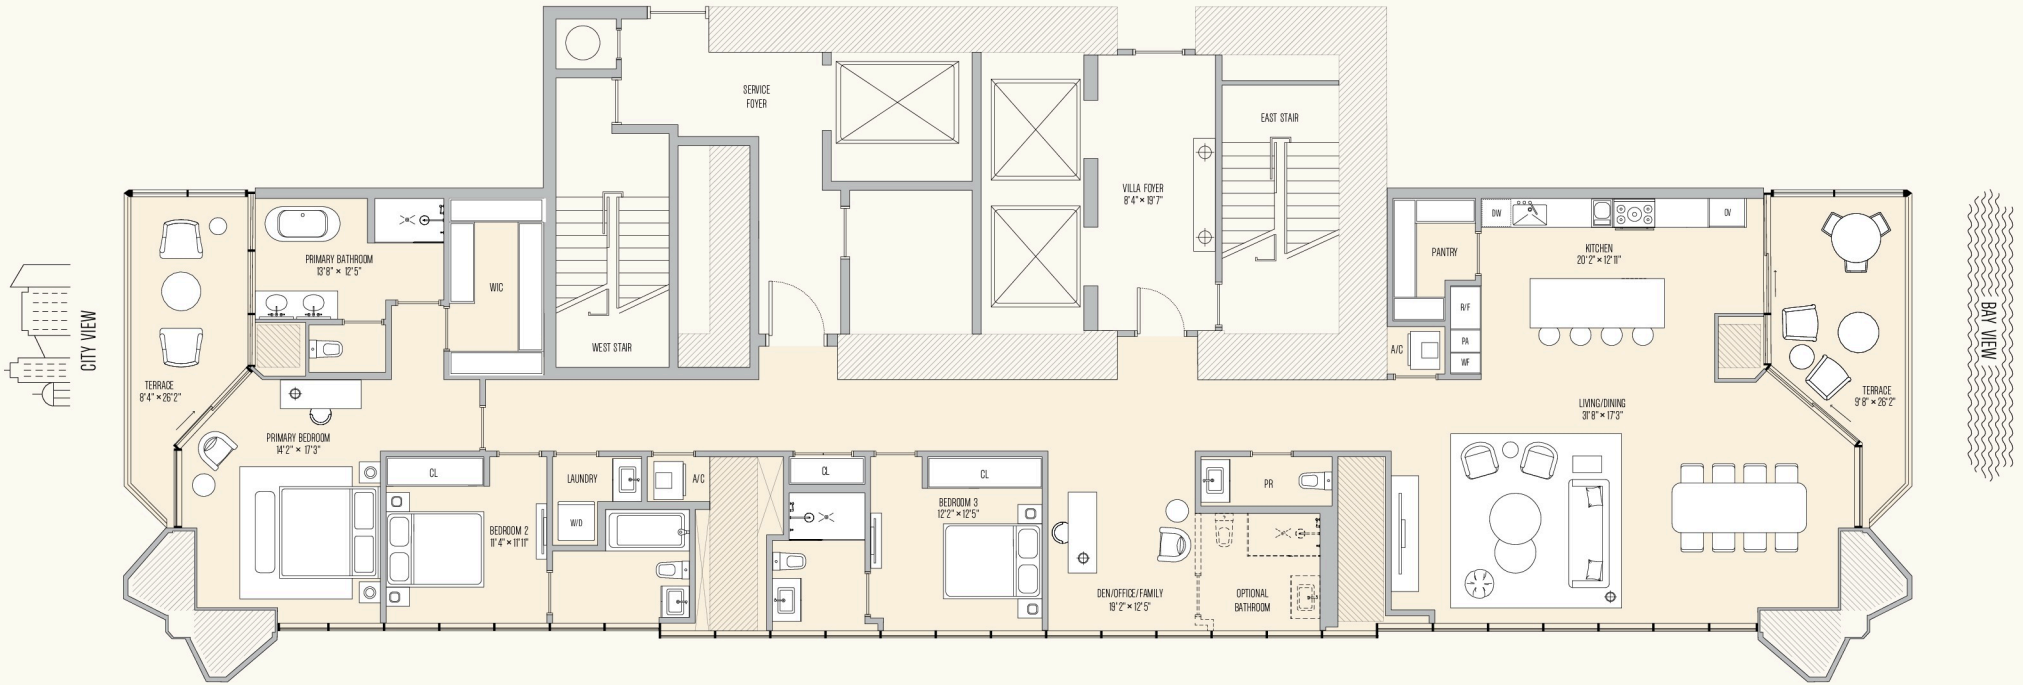 SERVICE
FOYER
EAST STAIR
VILLA FOYER
8'4" × 19'7"
WEST STAIR
CITY VIEW
TERRACE
8'4" × 26'2"
PRIMARY BATHROOM
13'8" × 12'5"
WIC
PRIMARY BEDROOM
14'2" × 17'3"
CL
BEDROOM 2
11'4" × 11'11"
LAUNDRY
W/D
A/C
CL
BEDROOM 3
12'2" × 12'5"
CL
DEN/OFFICE/FAMILY
19'2" × 12'5"
PR
OPTIONAL
BATHROOM
PANTRY
A/C
R/F
PA
WF
DW
OV
KITCHEN
20'2" × 12'11"
LIVING/DINING
31'8" × 17'3"
TERRACE
9'8" × 26'2"
BAY VIEW